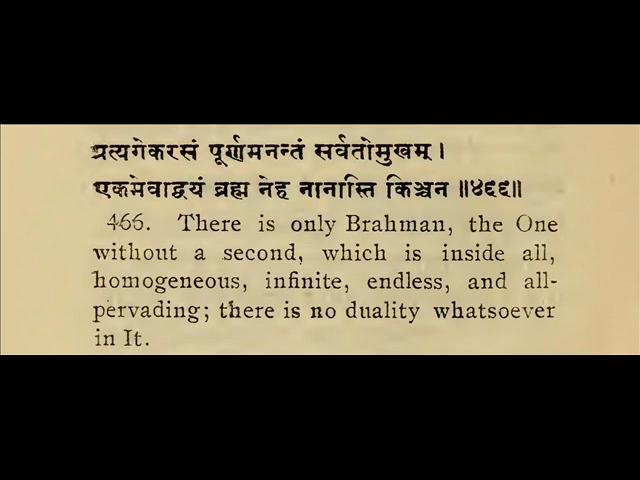 प्रत्यगेकरसं पूर्णमनन्तं सर्वतोमुखम् ।
एकमेवाद्वयं ब्रह्म नेह नानास्ति किञ्चन ॥४६६॥
466. There is only Brahman, the One
without a second, which is inside all,
homogeneous, infinite, endless, and all-
pervading; there is no duality whatsoever
in It.